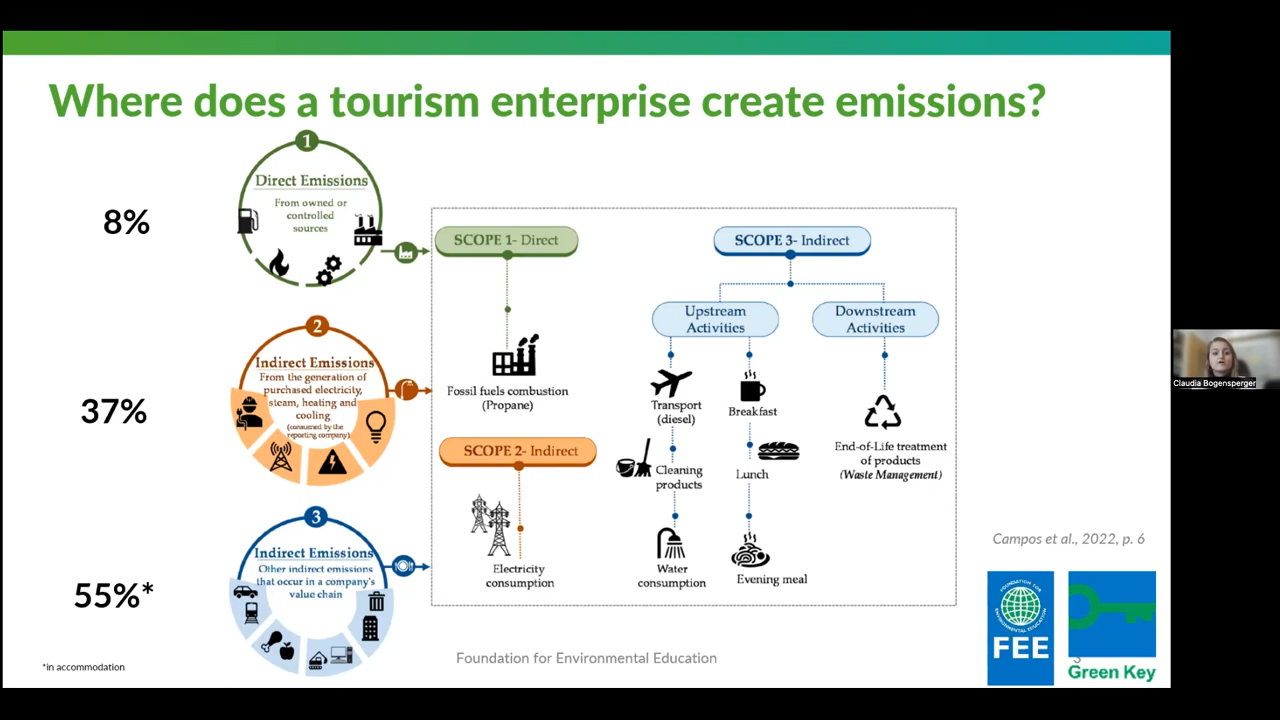 Where does a tourism enterprise create emissions?
8%
1
Direct Emissions
From owned or
controlled
sources
37%
2
Indirect Emissions
From the generation of
purchased electricity,
steam, heating and
cooling
(consumed by the
reporting company)
55%*
3
Indirect Emissions
Other indirect emissions
that occur in a company's
value chain
SCOPE 1- Direct
Fossil fuels combustion
(Propane)
SCOPE 2- Indirect
Electricity
consumption
SCOPE 3- Indirect
Upstream
Activities
Downstream
Activities
Transport
(diesel)
Breakfast
Cleaning
products
Lunch
Water
consumption
Evening meal
End-of-Life treatment
of products
(Waste Management)
Campos et al., 2022, p. 6
*in accommodation
Foundation for Environmental Education
FOUNDATION FOR
ENVIRONMENTAL EDUCATION
FEE
3
Green Key
Claudia Bogensperger